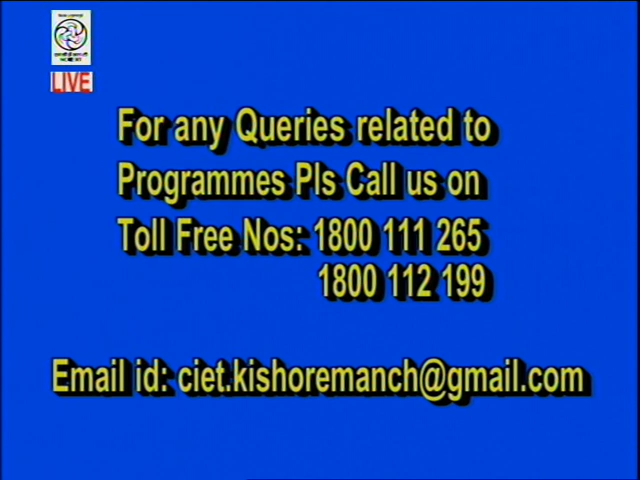 LIVE
For any Queries related to
Programmes Pls Call us on
Toll Free Nos: 1800 111 265
1800 112 199
Email id: ciet.kishoremanch@gmail.com